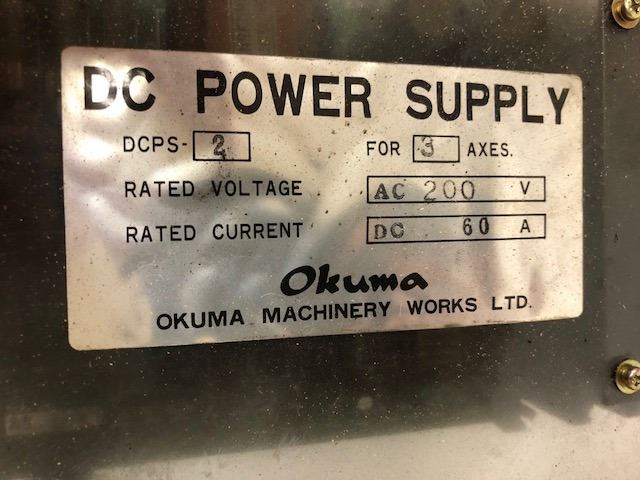 DC POWER SUPPLY
DCPS- 2 FOR 3 AXES.
RATED VOLTAGE AC 200 V
RATED CURRENT DC 60 A
Okuma
OKUMA MACHINERY WORKS LTD.